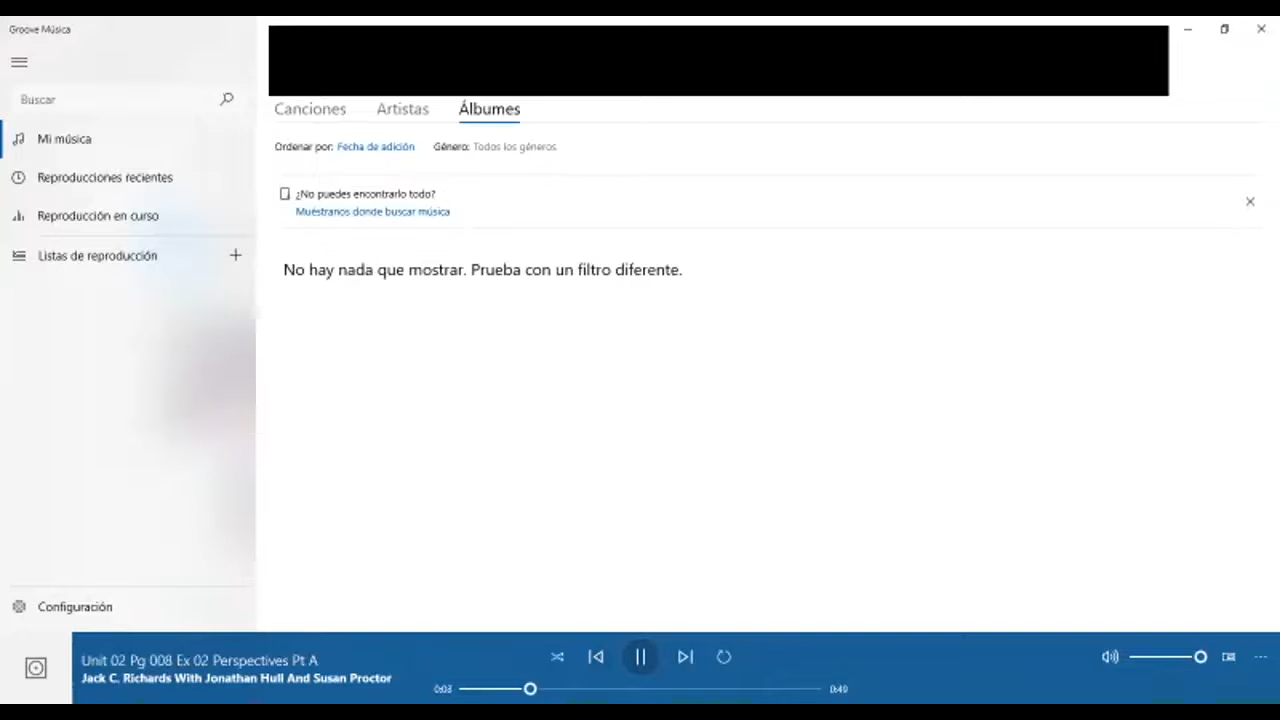 Groove Música
Buscar
Mi música
Reproducciones recientes
Reproducción en curso
Listas de reproducción
Configuración
Canciones Artistas Álbumes
Ordenar por: Fecha de adición Género: Todos los géneros
¿No puedes encontrarlo todo?
Muéstranos dónde buscar música
No hay nada que mostrar. Prueba con un filtro diferente.
Unit 02 Pg 008 Ex 02 Perspectives Pt A
Jack C. Richards With Jonathan Hull And Susan Proctor
0:03 0:49